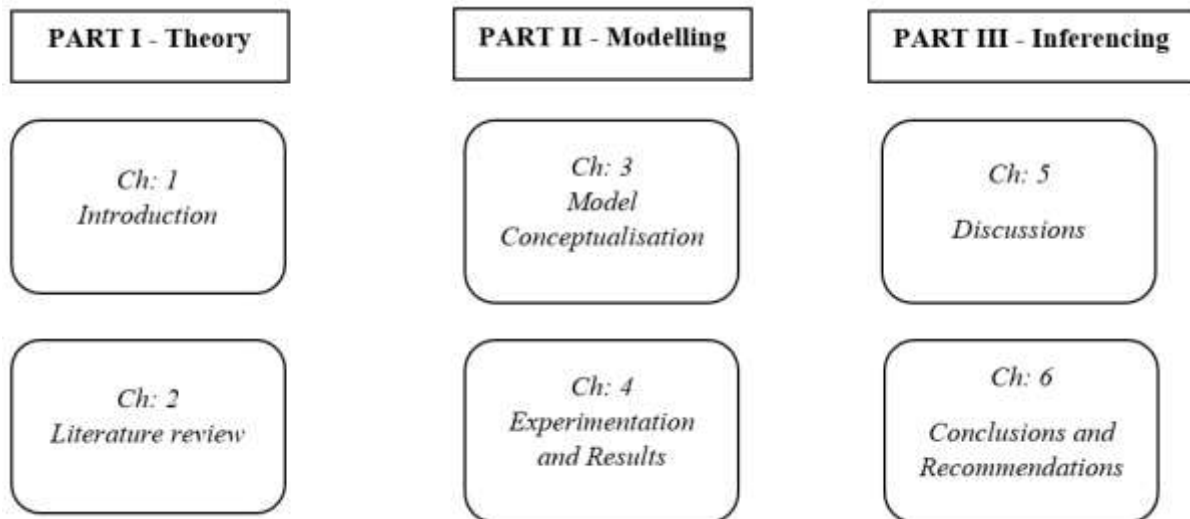 PART I - Theory
Ch: 1
Introduction
Ch: 2
Literature review
PART II - Modelling
Ch: 3
Model
Conceptualisation
Ch: 4
Experimentation
and Results
PART III - Inferencing
Ch: 5
Discussions
Ch: 6
Conclusions and
Recommendations